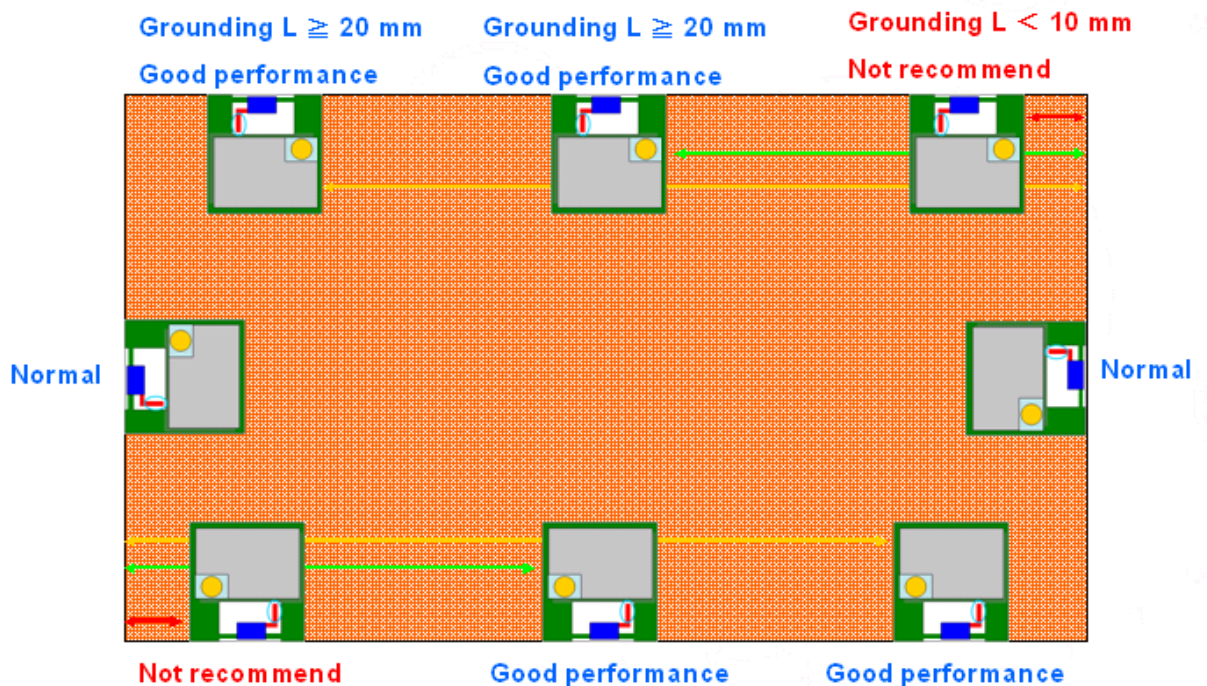 Grounding L ≧ 20 mm
Good performance
Grounding L ≧ 20 mm
Good performance
Grounding L < 10 mm
Not recommend
Normal
Normal
Not recommend
Good performance
Good performance